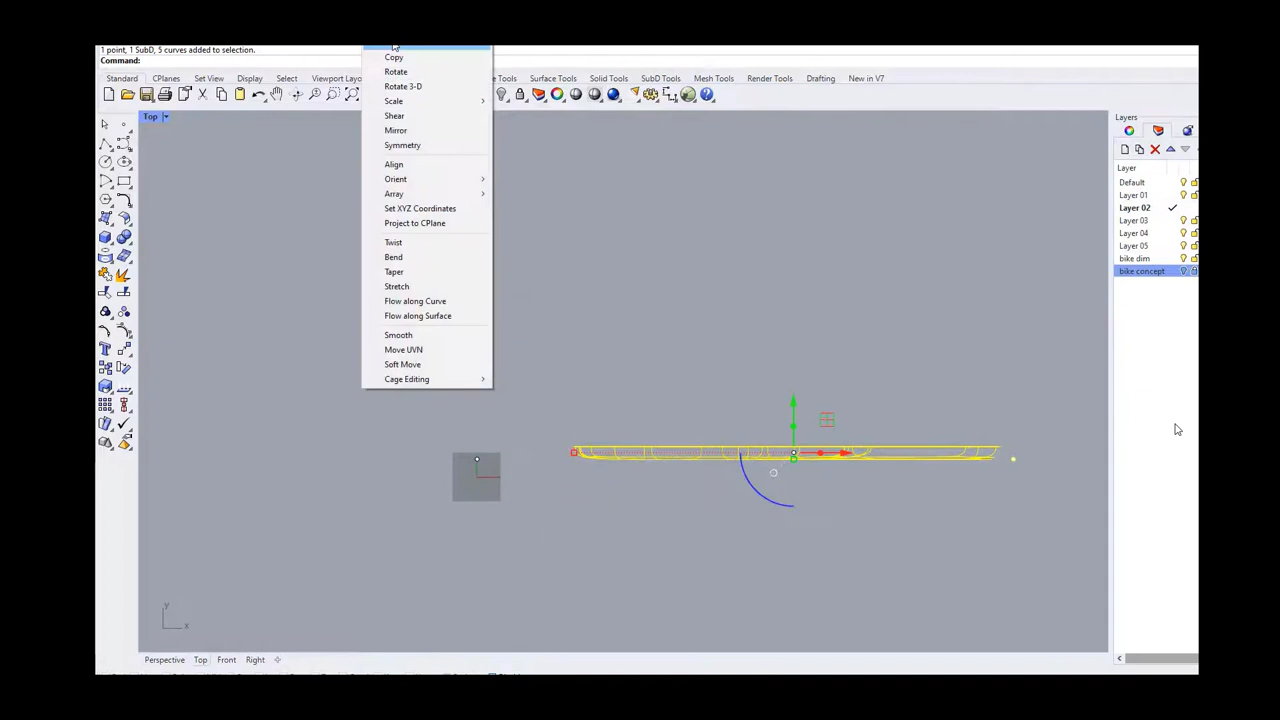 1 point, 1 SubD, 5 curves added to selection.
Command:
Standard CPlanes Set View Display Select Viewport Layo e Tools Surface Tools Solid Tools SubD Tools Mesh Tools Render Tools Drafting New in V7
Top
Copy
Rotate
Rotate 3-D
Scale
Shear
Mirror
Symmetry
Align
Orient
Array
Set XYZ Coordinates
Project to CPlane
Twist
Bend
Taper
Stretch
Flow along Curve
Flow along Surface
Smooth
Move UVN
Soft Move
Cage Editing
Layers
Layer
Default
Layer 01
Layer 02
Layer 03
Layer 04
Layer 05
bike dim
bike concept
y
x
Perspective Top Front Right